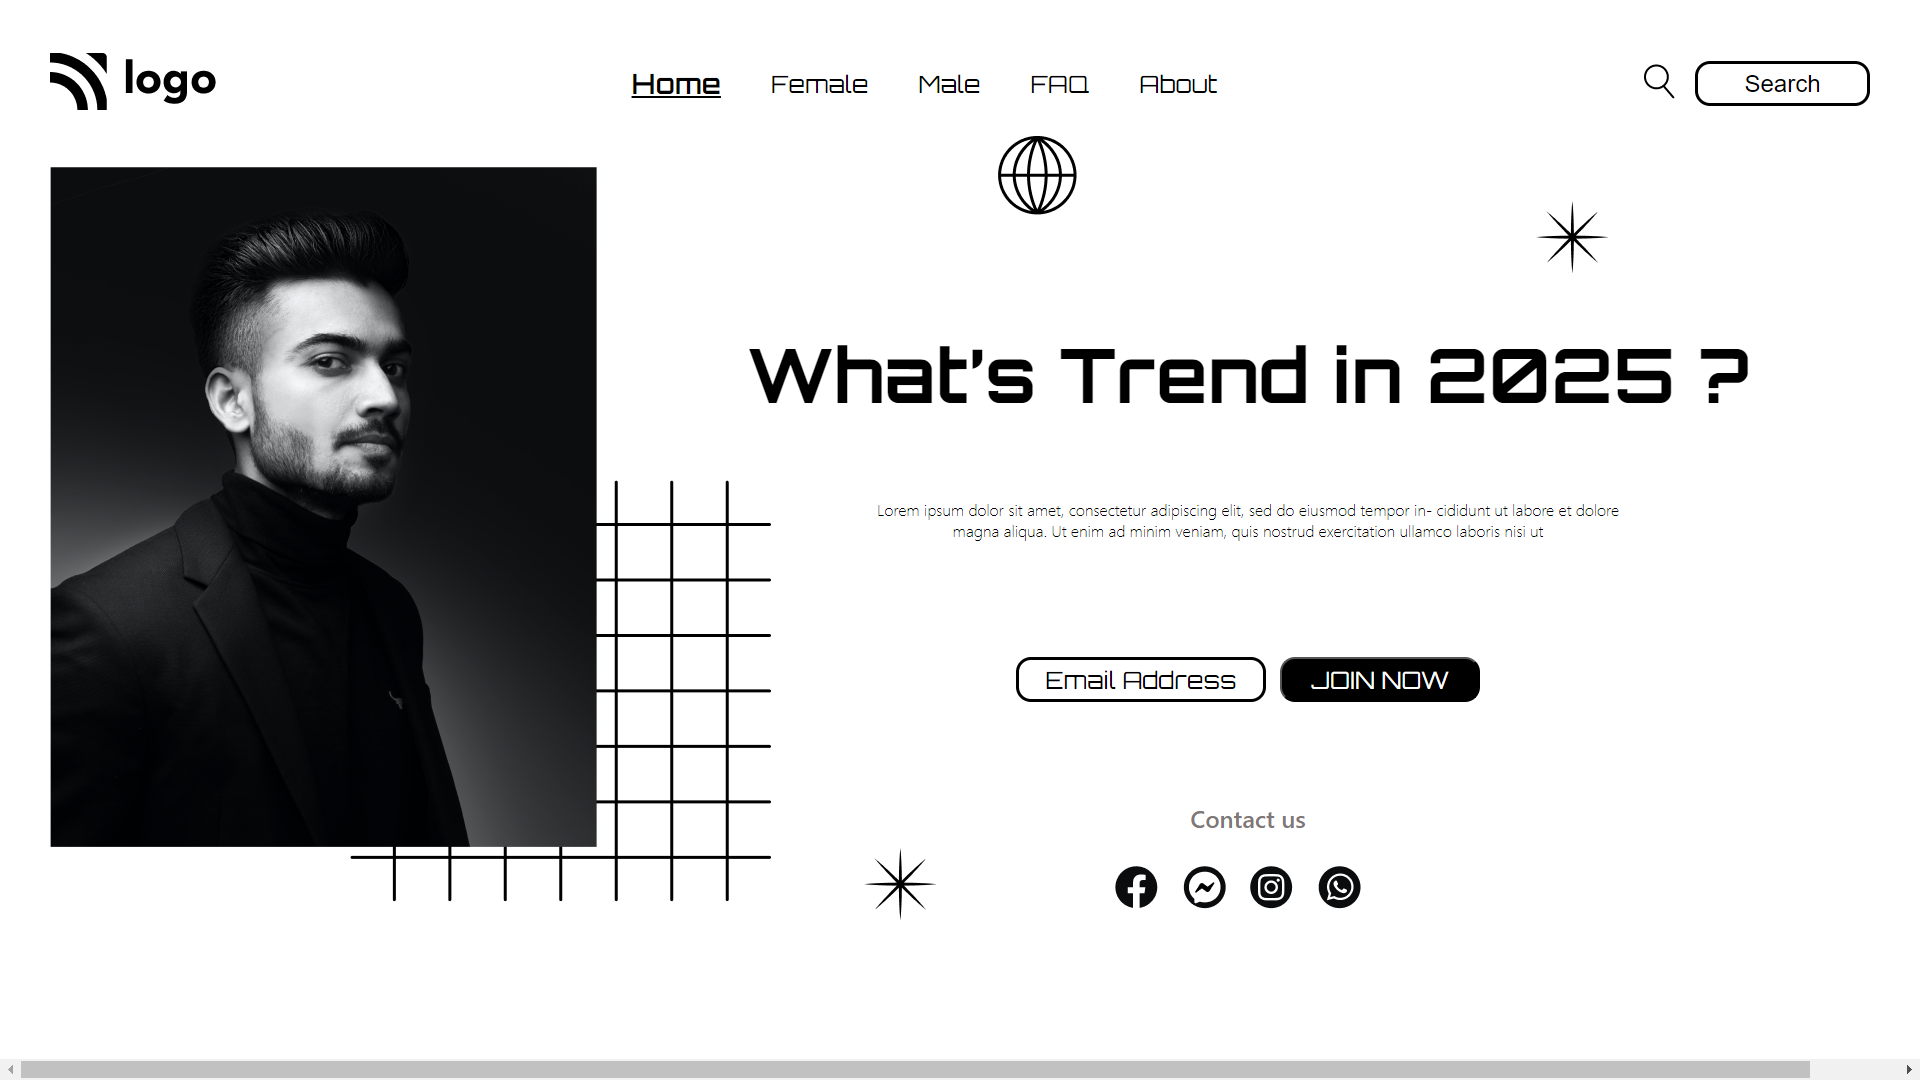 logo
Home Female Male FAQ About
Search
What's Trend in 2025 ?
Lorem ipsum dolor sit amet, consectetur adipiscing elit, sed do eiusmod tempor in- cididunt ut labore et dolore
magna aliqua. Ut enim ad minim veniam, quis nostrud exercitation ullamco laboris nisi ut
Email Address JOIN NOW
Contact us